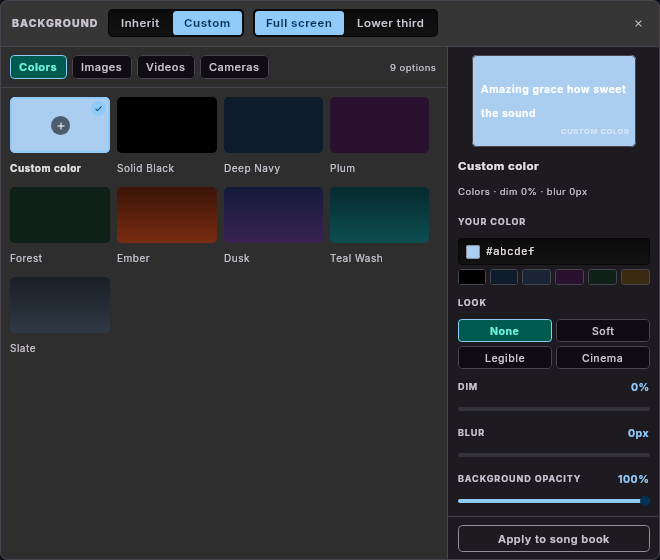 BACKGROUND Inherit Custom Full screen Lower third ×
Colors Images Videos Cameras 9 options
Custom color Solid Black Deep Navy Plum
Forest Ember Dusk Teal Wash
Slate
Amazing grace how sweet
the sound
CUSTOM COLOR
Custom color
Colors · dim 0% · blur 0px
YOUR COLOR
#abcdef
LOOK
None Soft
Legible Cinema
DIM 0%
BLUR 0px
BACKGROUND OPACITY 100%
Apply to song book